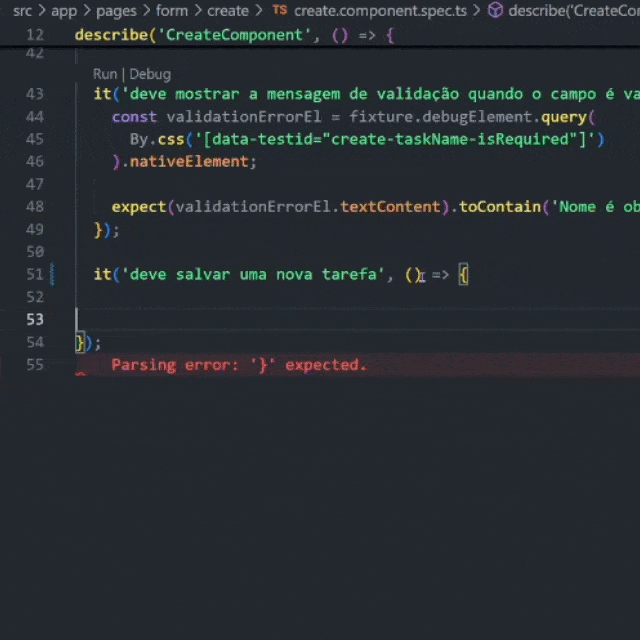 src > app > pages > form > create > TS create.component.spec.ts > describe('CreateCo
12 describe('CreateComponent', () => {
42
Run | Debug
43 it('deve mostrar a mensagem de validação quando o campo é va
44 const validationErrorEl = fixture.debugElement.query(
45 By.css('[data-testid="create-taskName-isRequired"]')
46 ).nativeElement;
47
48 expect(validationErrorEl.textContent).toContain('Nome é ob
49 });
50
51 it('deve salvar uma nova tarefa', () => {
52
53
54 });
55 Parsing error: '}' expected.